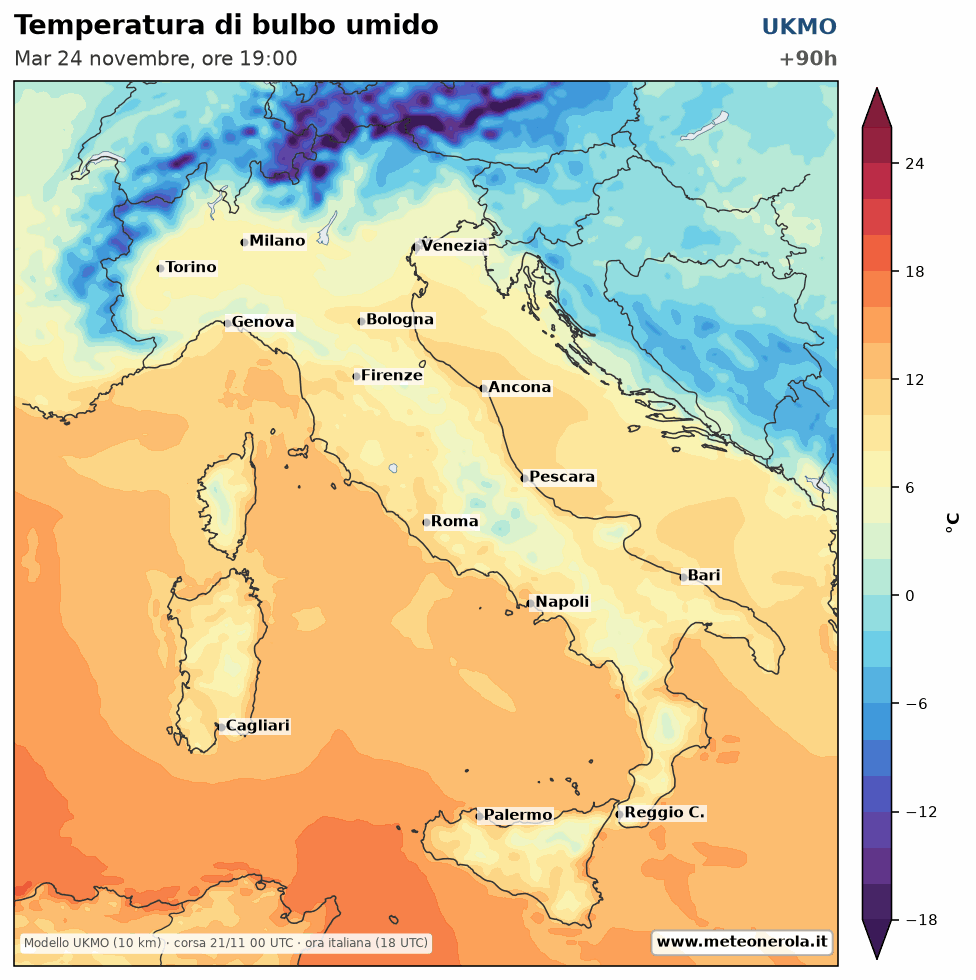 Temperatura di bulbo umido
UKMO
Mar 24 novembre, ore 19:00
+90h
Milano
Venezia
Torino
Genova
Bologna
Firenze
Ancona
Pescara
Roma
Bari
Napoli
Cagliari
Palermo
Reggio C.
24
18
12
6
0
−6
−12
−18
°C
Modello UKMO (10 km) · corsa 21/11 00 UTC · ora italiana (18 UTC)
www.meteonerola.it